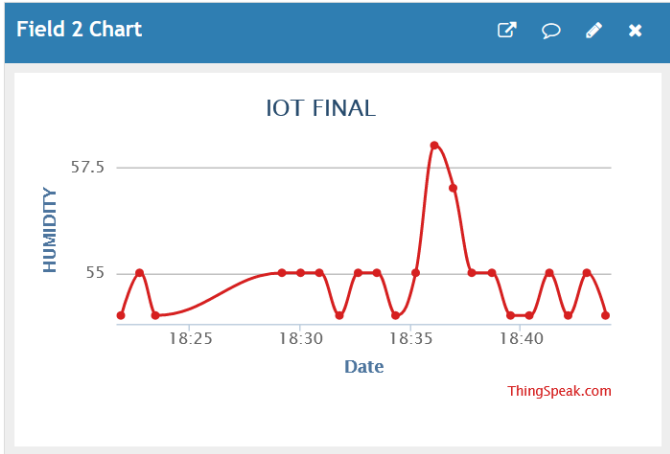 Field 2 Chart
IOT FINAL
57.5
HUMIDITY
55
18:25 18:30 18:35 18:40
Date
ThingSpeak.com